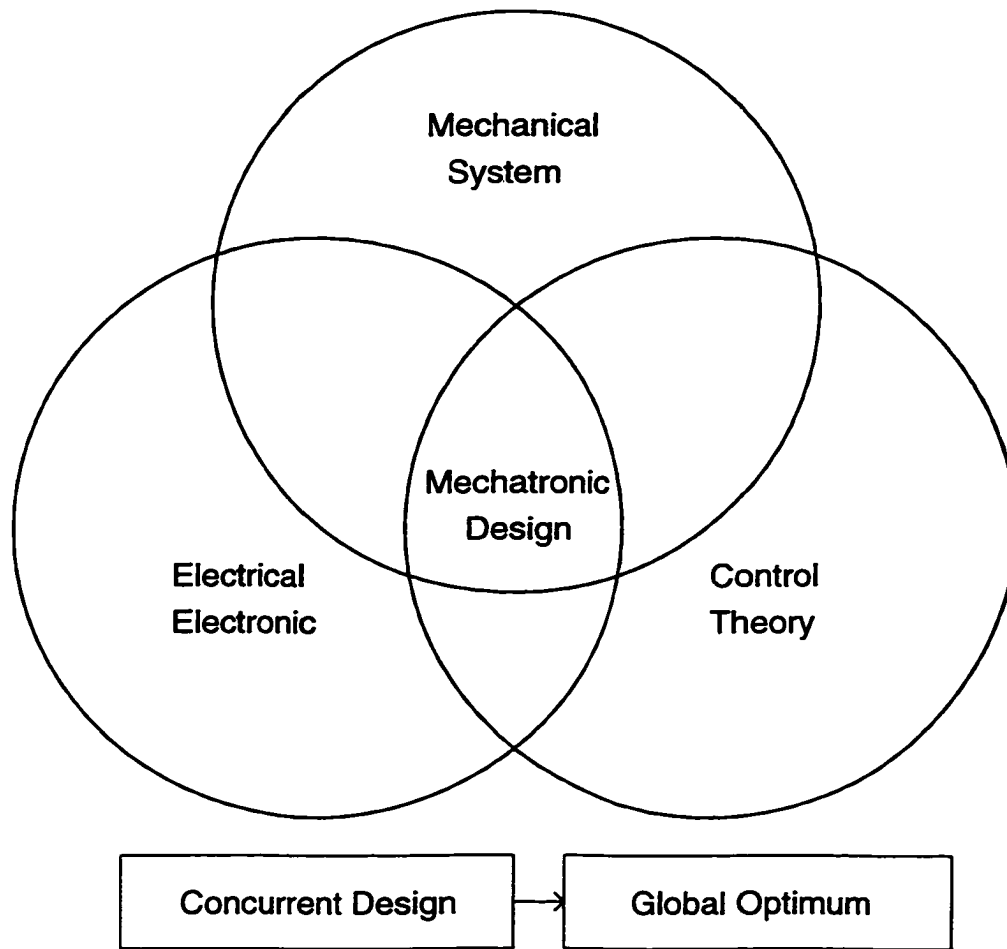 Mechanical
System
Mechatronic
Design
Electrical
Electronic
Control
Theory
Concurrent Design
Global Optimum